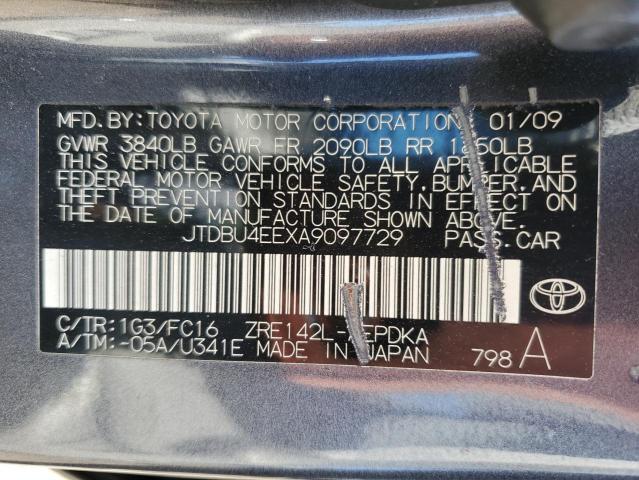 MFD. BY: TOYOTA MOTOR CORPORATION 01/09
GVWR 3840LB GAWR FR 2090LB RR LB
THIS VEHICLE CONFORMS TO ALL APPLICABLE
FEDERAL MOTOR VEHICLE SAFETY, BUMPER, AND
THEFT PREVENTION STANDARDS IN EFFECT ON
THE DATE OF MANUFACTURE SHOWN ABOVE.
JTDBU4EEXA9097729 PASS.CAR
C/TR:1G3/FC16 ZRE142L-
A/TM:-05A/U341E MADE IN JAPAN 798 A